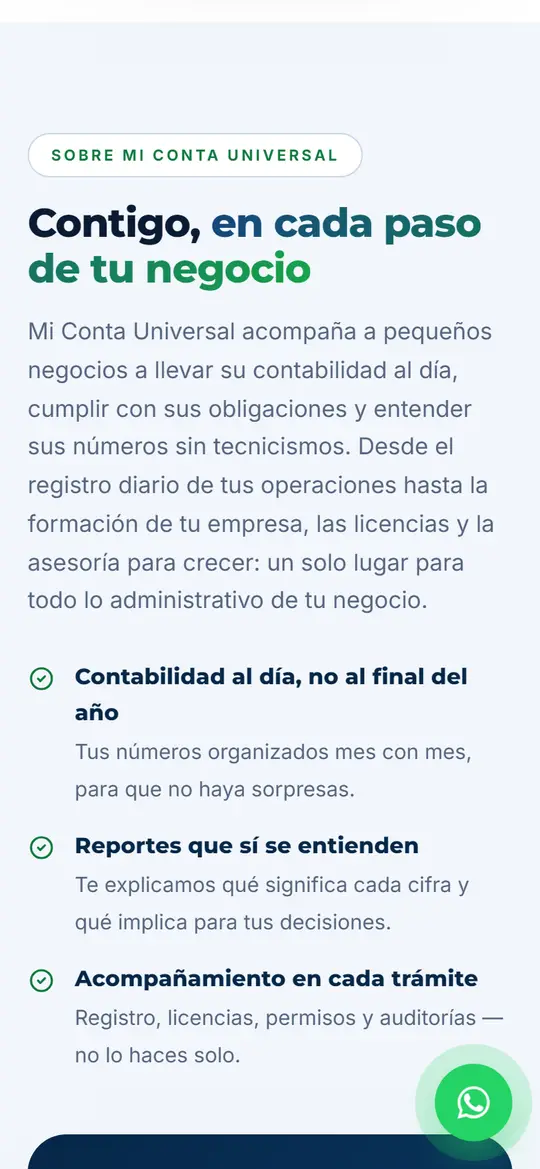 SOBRE MI CONTA UNIVERSAL
Contigo, en cada paso
de tu negocio
Mi Conta Universal acompaña a pequeños
negocios a llevar su contabilidad al día,
cumplir con sus obligaciones y entender
sus números sin tecnicismos. Desde el
registro diario de tus operaciones hasta la
formación de tu empresa, las licencias y la
asesoría para crecer: un solo lugar para
todo lo administrativo de tu negocio.
Contabilidad al día, no al final del
año
Tus números organizados mes con mes,
para que no haya sorpresas.
Reportes que sí se entienden
Te explicamos qué significa cada cifra y
qué implica para tus decisiones.
Acompañamiento en cada trámite
Registro, licencias, permisos y auditorías —
no lo haces solo.